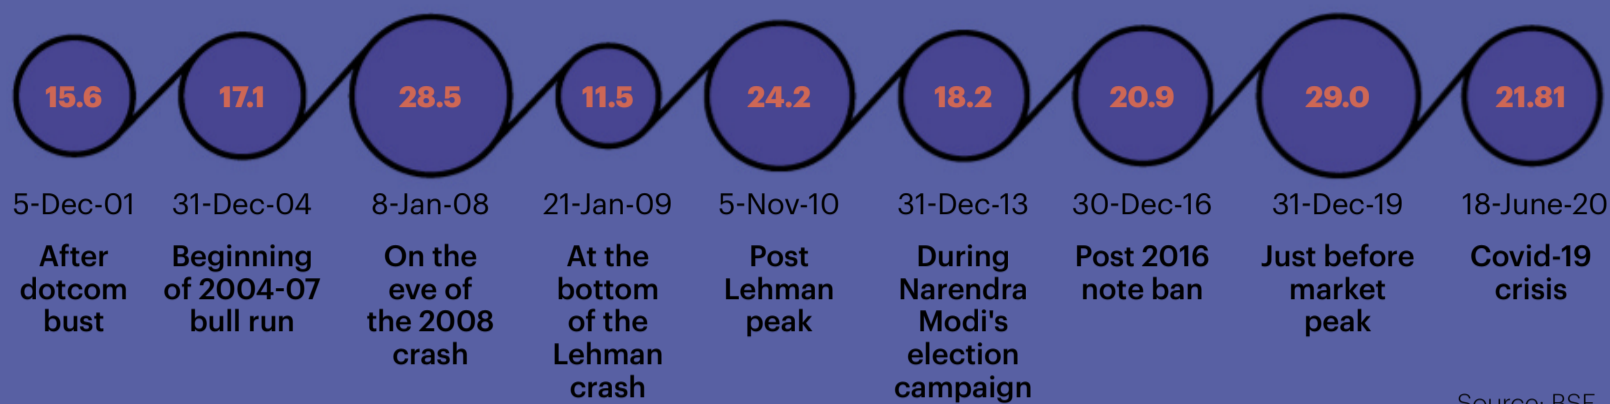 15.6 17.1 28.5 11.5 24.2 18.2 20.9 29.0 21.81
5-Dec-01 31-Dec-04 8-Jan-08 21-Jan-09 5-Nov-10 31-Dec-13 30-Dec-16 31-Dec-19 18-June-20
After
dotcom
bust
Beginning
of 2004-07
bull run
On the
eve of
the 2008
crash
At the
bottom
of the
Lehman
crash
Post
Lehman
peak
During
Narendra
Modi's
election
campaign
Post 2016
note ban
Just before
market
peak
Covid-19
crisis
Source: BSE